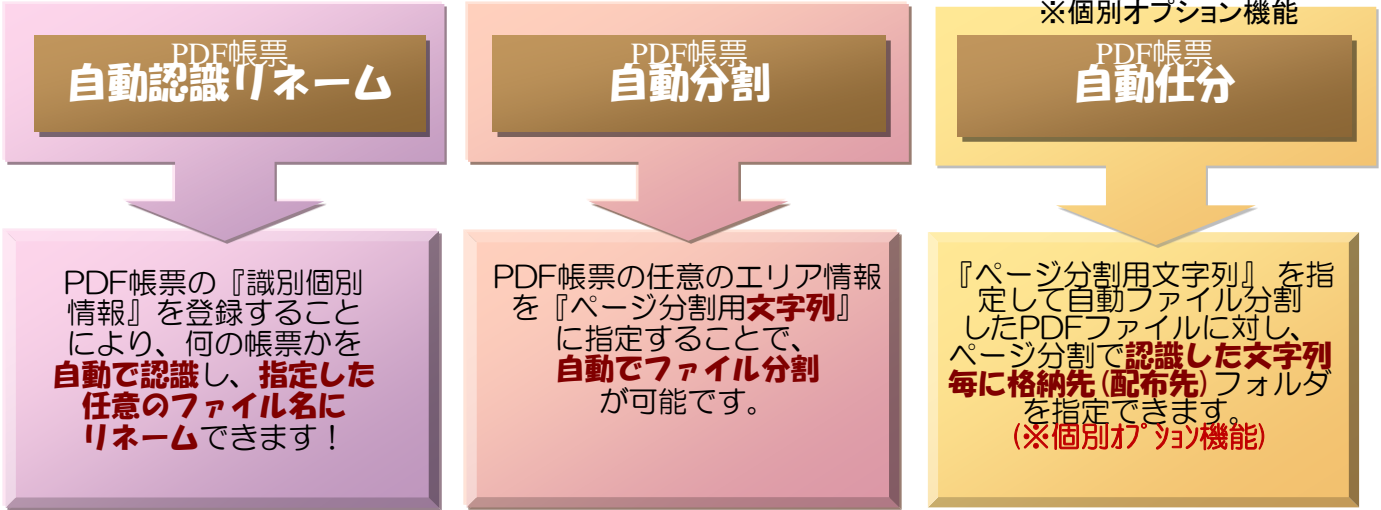 PDF帳票
自動認識リネーム
PDF帳票の『識別個別
情報』を登録すること
により、何の帳票かを
自動で認識し、指定した
任意のファイル名に
リネームできます！
PDF帳票
自動分割
PDF帳票の任意のエリア情報
を『ページ分割用文字列』
に指定することで、
自動でファイル分割
が可能です。
※個別オプション機能
PDF帳票
自動仕分
『ページ分割用文字列』 を指
定して自動ファイル分割
したPDFファイルに対し、
ページ分割で認識した文字列
毎に格納先(配布先)フォルダ
を指定できます。
(※個別ｵﾌﾟｼｮﾝ機能)